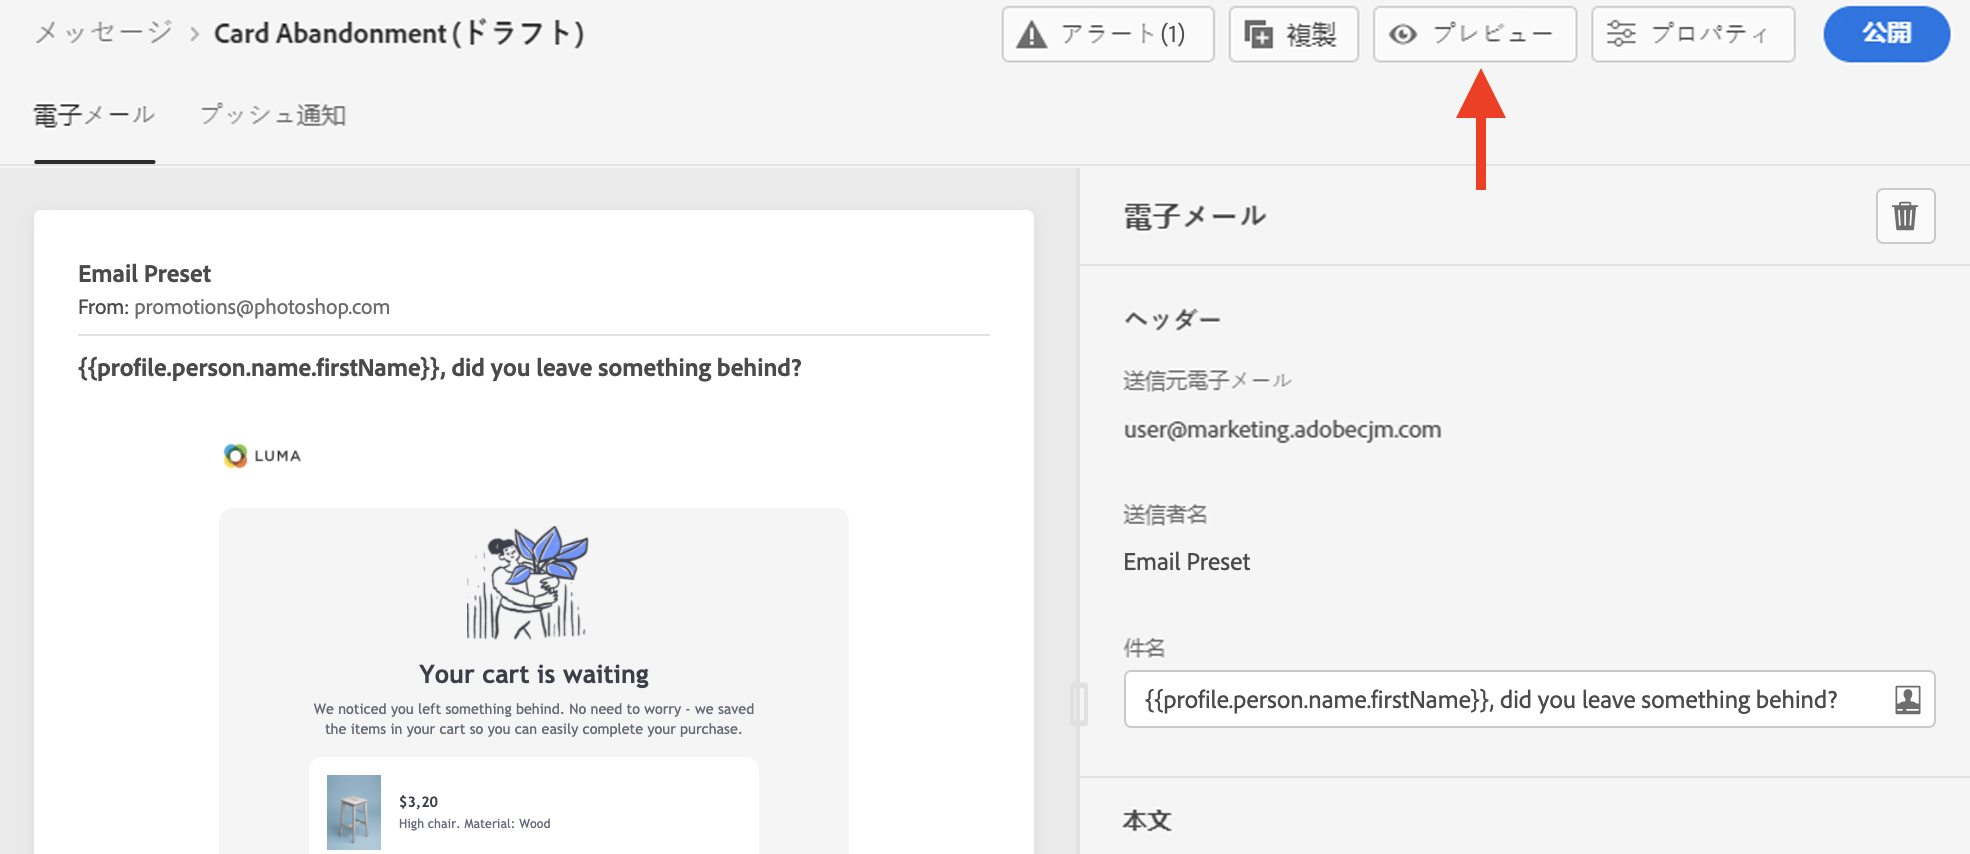 メッセージ > Card Abandonment (ドラフト)
アラート (1)
複製
プレビュー
プロパティ
公開
電子メール
プッシュ通知
Email Preset
From: promotions@photoshop.com
{{profile.person.name.firstName}}, did you leave something behind?
LUMA
Your cart is waiting
We noticed you left something behind. No need to worry - we saved
the items in your cart so you can easily complete your purchase.
$3,20
High chair. Material: Wood
電子メール
ヘッダー
送信元電子メール
user@marketing.adobecjm.com
送信者名
Email Preset
件名
{{profile.person.name.firstName}}, did you leave something behind?
本文